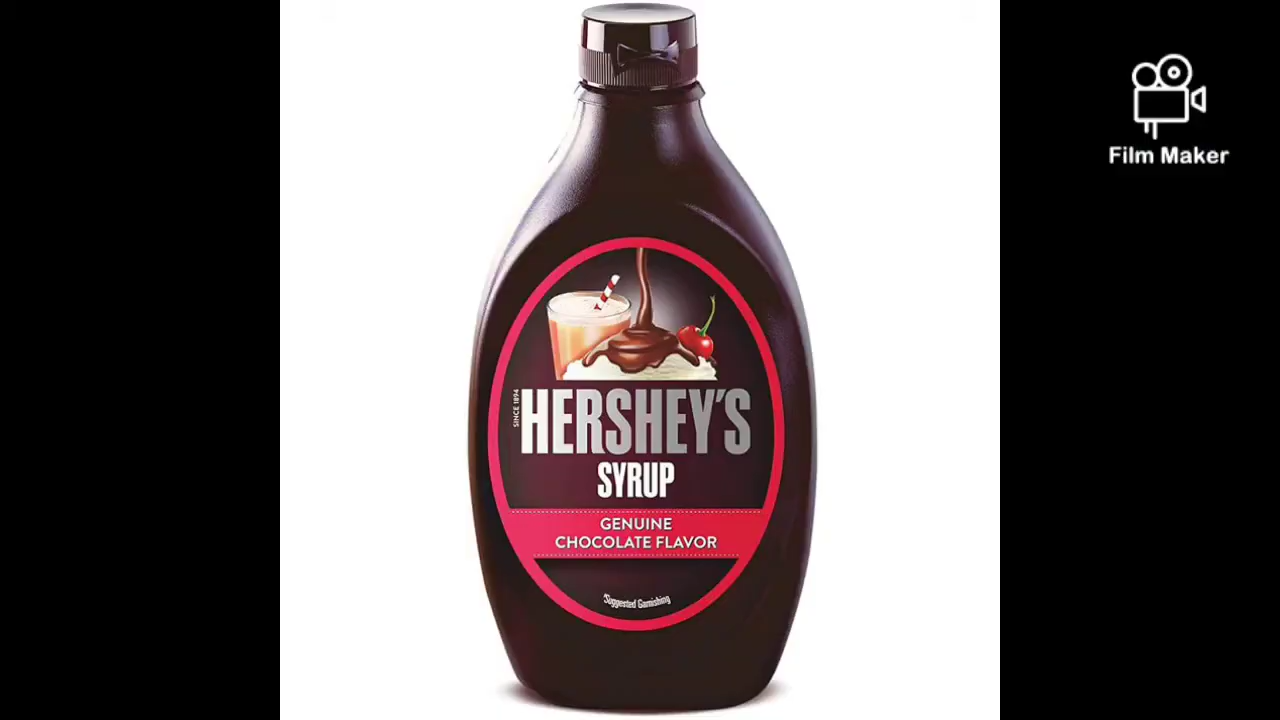 Film Maker
SINCE 1894
HERSHEY'S
SYRUP
GENUINE
CHOCOLATE FLAVOR
*Suggested Garnishing